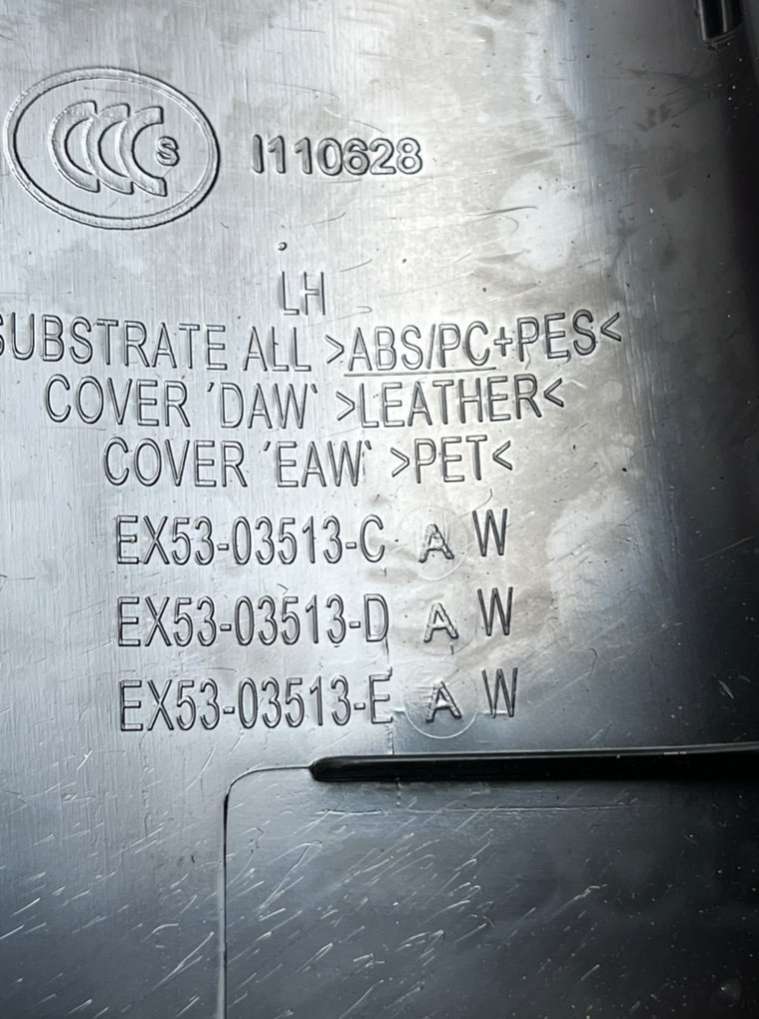 CCC S I110628
LH
SUBSTRATE ALL >ABS/PC+PES<
COVER 'DAW' >LEATHER<
COVER 'EAW' >PET<
EX53-03513-C A W
EX53-03513-D A W
EX53-03513-E A W